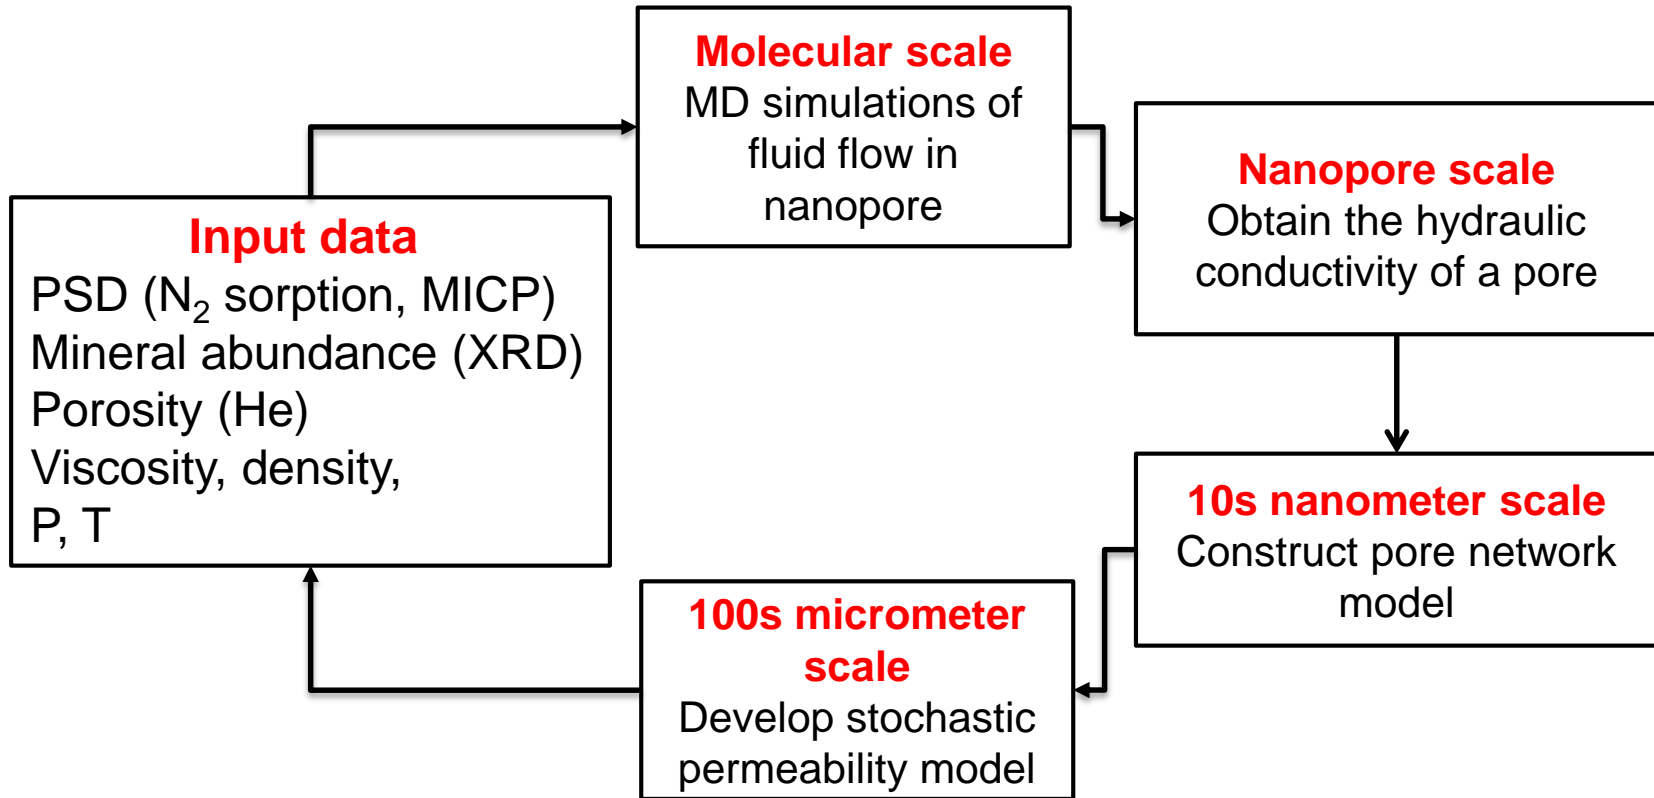 Molecular scale
MD simulations of
fluid flow in
nanopore
Nanopore scale
Obtain the hydraulic
conductivity of a pore
Input data
PSD (N₂ sorption, MICP)
Mineral abundance (XRD)
Porosity (He)
Viscosity, density,
P, T
10s nanometer scale
Construct pore network
model
100s micrometer
scale
Develop stochastic
permeability model